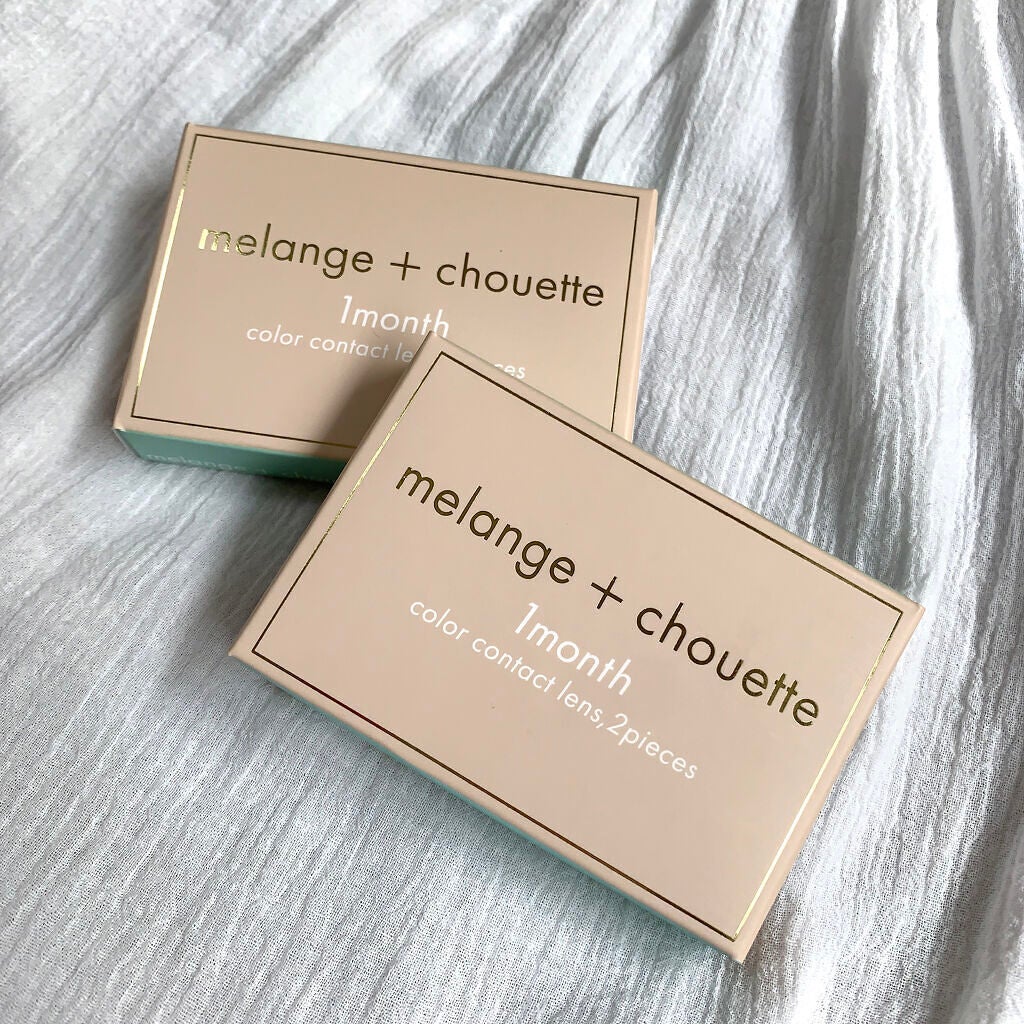 melange + chouette
1month
color contact
melange + chouette
1month
color contact lens, 2pieces